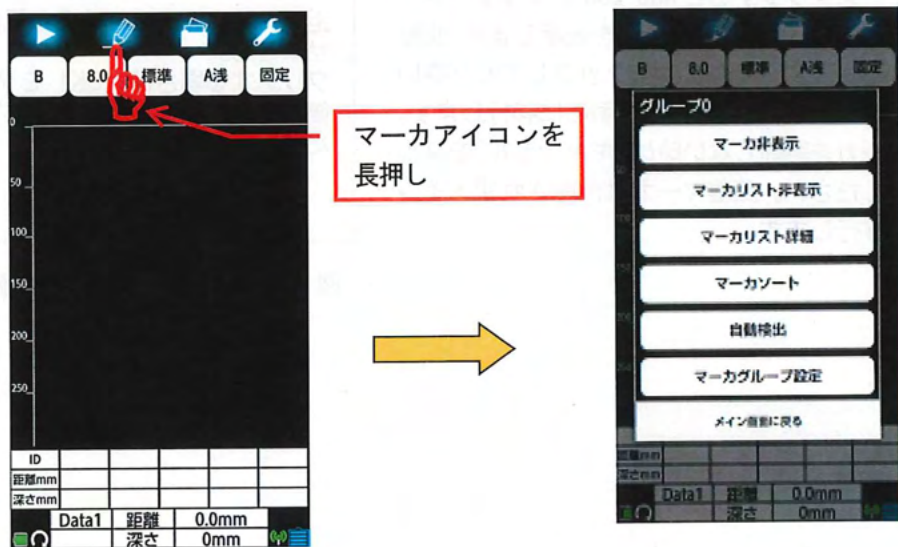 B 8.0 標準 A浅 固定
0
50
100
150
200
250
ID
距離mm
深さmm
Data1 距離 0.0mm
深さ 0mm
マーカアイコンを
長押し
B 8.0 標準 A浅 固定
グループ0
マーカ非表示
マーカリスト非表示
マーカリスト詳細
マーカソート
自動検出
マーカグループ設定
メイン画面に戻る
距離mm
深さmm
Data1 距離 0.0mm
深さ 0mm